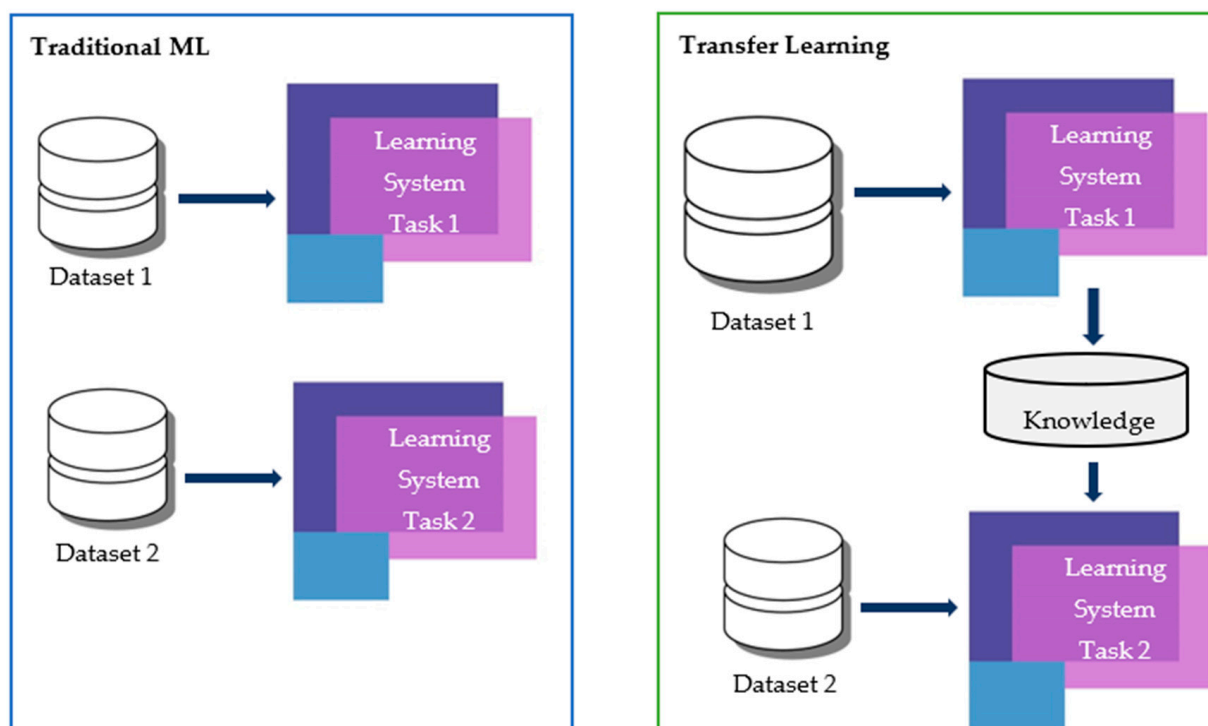 Traditional ML
Learning
System
Task 1
Dataset 1
Learning
System
Task 2
Dataset 2
Transfer Learning
Learning
System
Task 1
Dataset 1
Knowledge
Learning
System
Task 2
Dataset 2